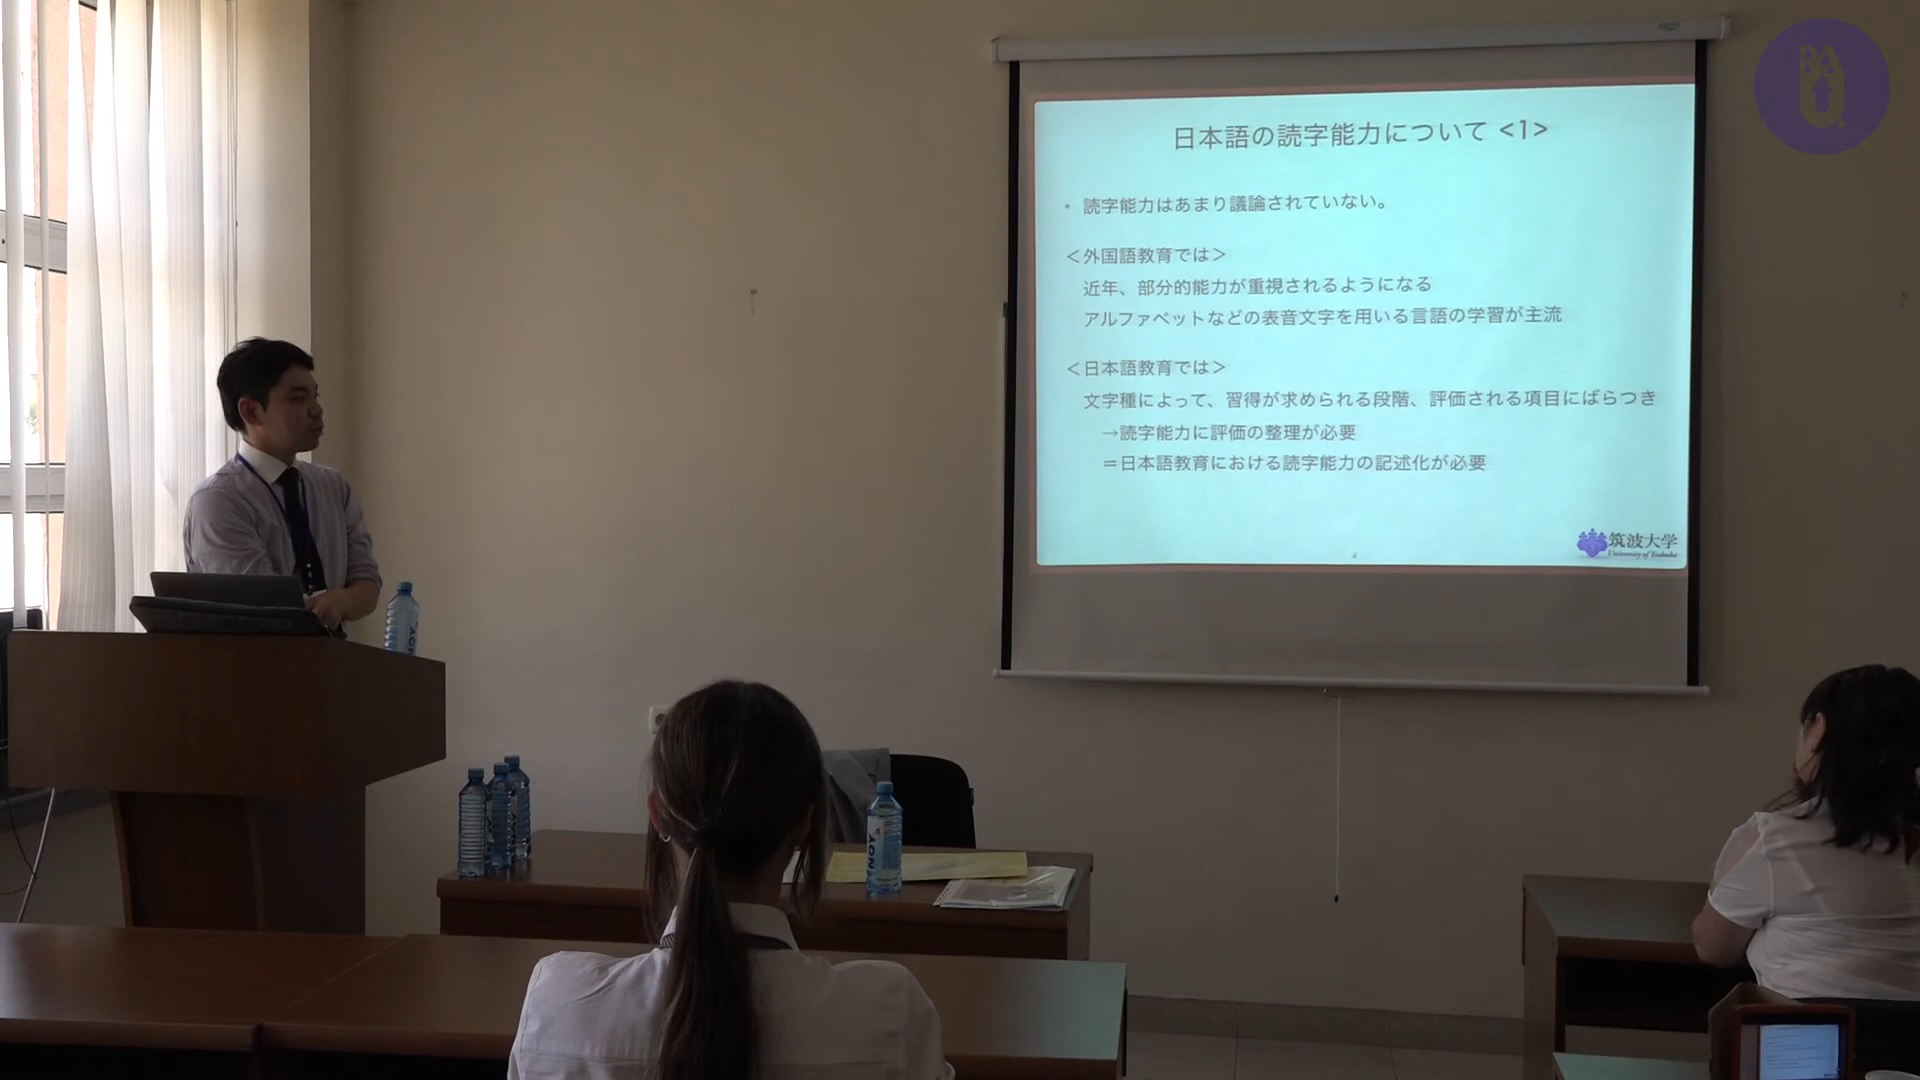 日本語の読字能力について <1>
• 読字能力はあまり議論されていない。
＜外国語教育では＞
近年、部分的能力が重視されるようになる
アルファベットなどの表音文字を用いる言語の学習が主流
＜日本語教育では＞
文字種によって、習得が求められる段階、評価される項目にばらつき
→読字能力に評価の整理が必要
＝日本語教育における読字能力の記述化が必要
4
筑波大学
University of Tsukuba